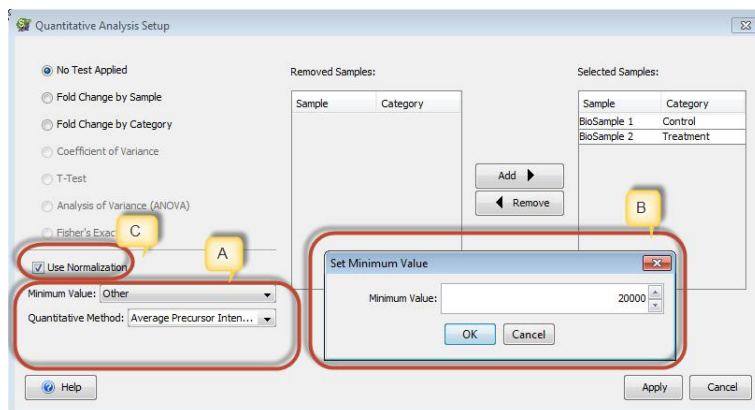 Quantitative Analysis Setup
No Test Applied
Fold Change by Sample
Fold Change by Category
Coefficient of Variance
T-Test
Analysis of Variance (ANOVA)
Fisher's Exac
C
A
Use Normalization
Minimum Value: Other
Quantitative Method: Average Precursor Inten...
Help
Removed Samples:
Sample Category
Add
Remove
Selected Samples:
Sample Category
BioSample 1 Control
BioSample 2 Treatment
B
Set Minimum Value
Minimum Value: 20000
OK Cancel
Apply Cancel